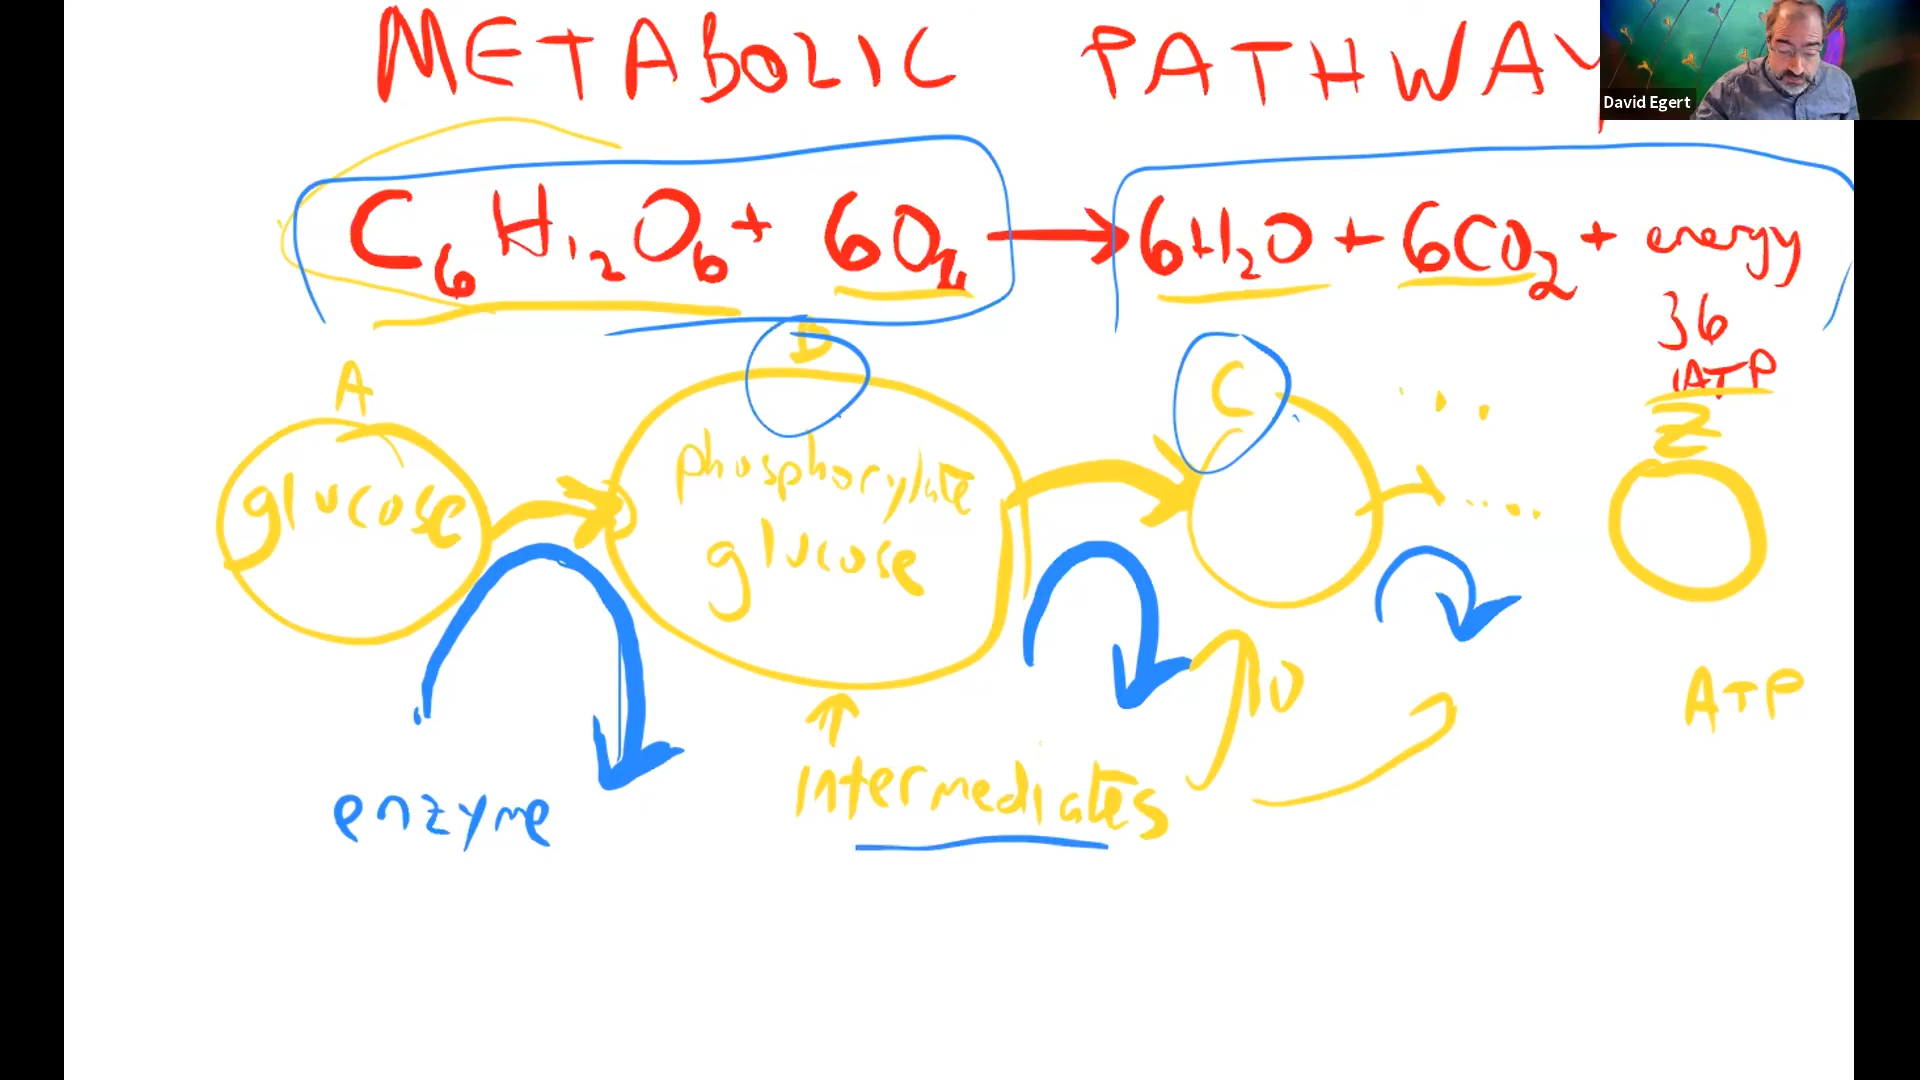 METABOLIC PATHWAY
David Egert
C6H12O6 + 6O2 → 6H2O + 6CO2 + energy
36
ATP
A
B
C
...
Z
glucose
phosphorylate
glucose
.....
D
ATP
Intermediates
enzyme